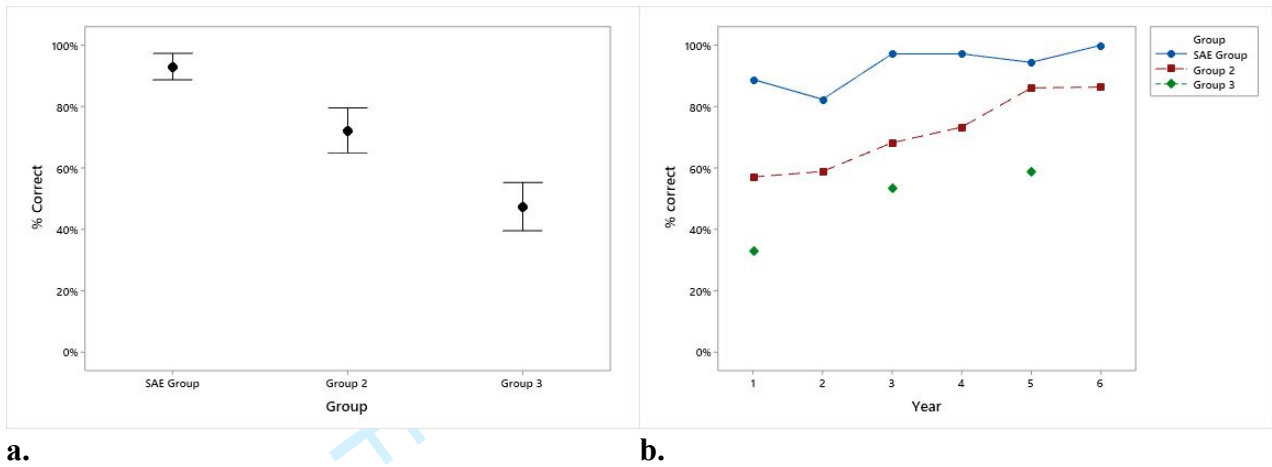 100%
80%
60%
40%
20%
0%
% Correct
SAE Group
Group 2
Group 3
Group
a.
100%
80%
60%
40%
20%
0%
% correct
1
2
3
4
5
6
Year
Group
SAE Group
Group 2
Group 3
b.